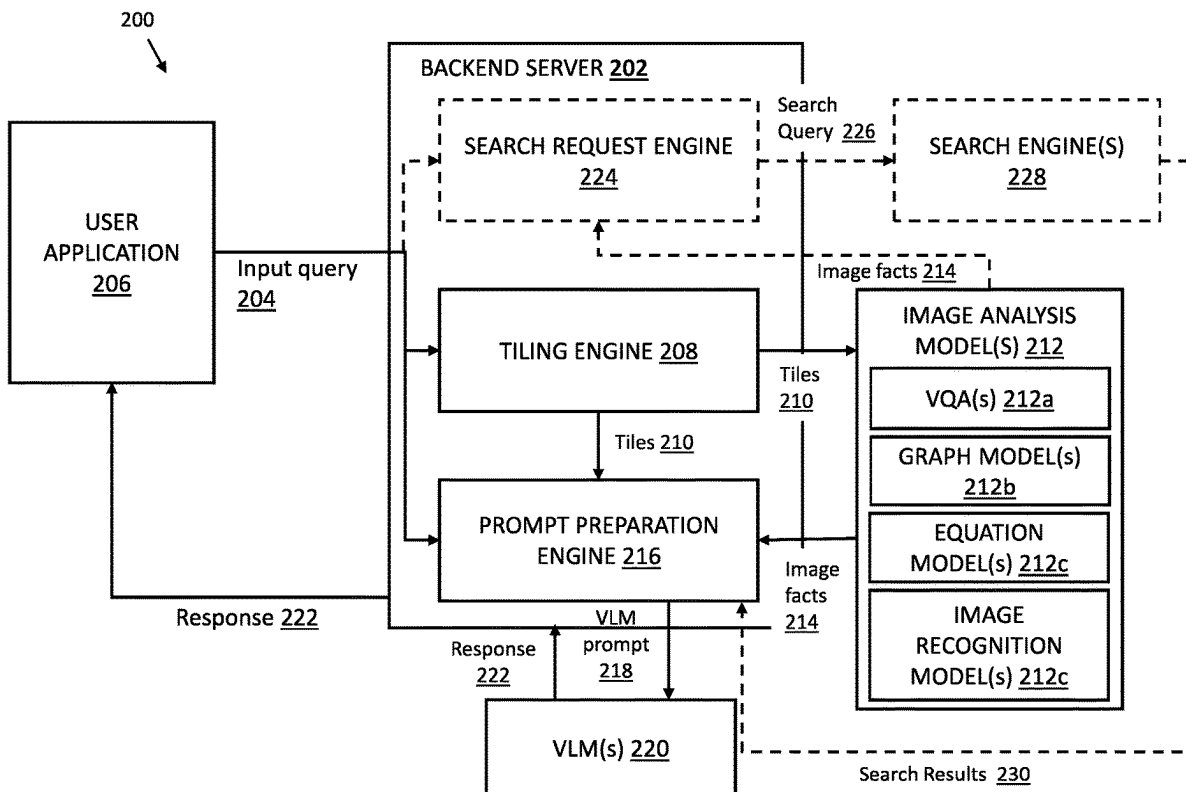 200
BACKEND SERVER 202
SEARCH REQUEST ENGINE
224
Search
Query 226
SEARCH ENGINE(S)
228
USER
APPLICATION
206
Input query
204
Image facts 214
TILING ENGINE 208
Tiles
210
IMAGE ANALYSIS
MODEL(S) 212
VQA(s) 212a
GRAPH MODEL(s)
212b
EQUATION
MODEL(s) 212c
IMAGE
RECOGNITION
MODEL(s) 212c
Tiles 210
PROMPT PREPARATION
ENGINE 216
Image
facts
214
Response 222
Response
222
VLM
prompt
218
VLM(s) 220
Search Results 230